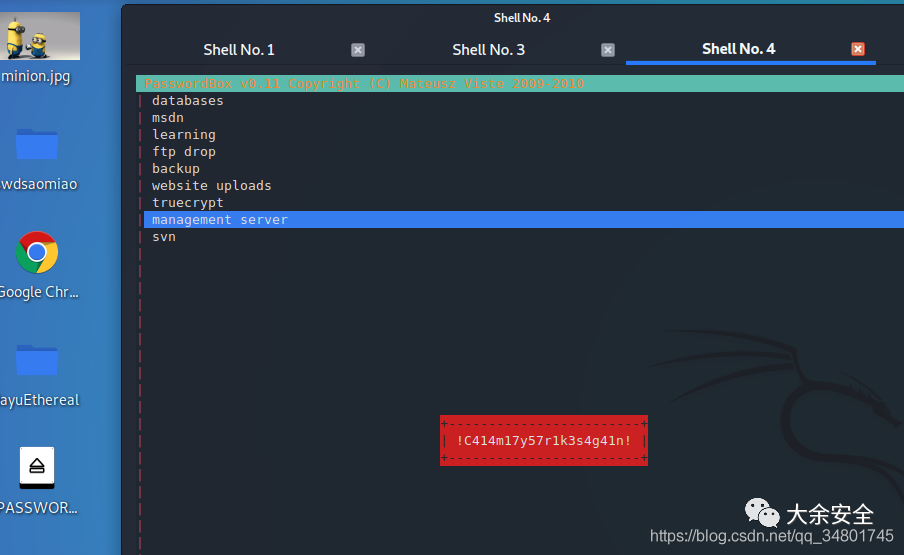 Shell No. 4
Shell No. 1
Shell No. 3
Shell No. 4
minion.jpg
wdsaomiao
Google Chr...
ayuEthereal
PASSWOR...
PasswordBox v0.11 Copyright (C) Mateusz Viste 2009-2010
databases
msdn
learning
ftp drop
backup
website uploads
truecrypt
management server
svn
!C414m17y57r1k3s4g41n!
大余安全
https://blog.csdn.net/qq_34801745